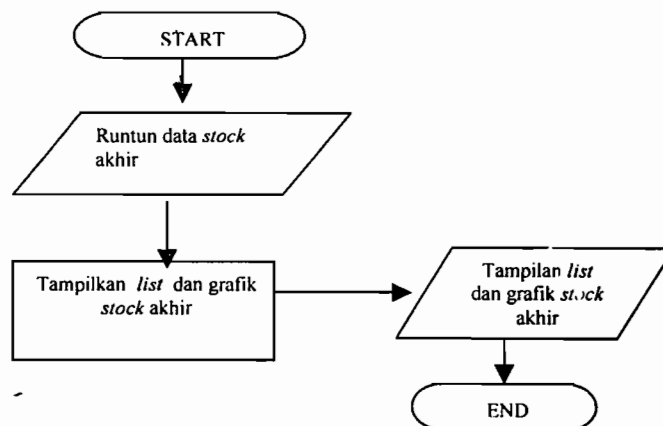 START
Runtun data stock
akhir
Tampilkan list dan grafik
stock akhir
Tampilan list
dan grafik stock
akhir
END